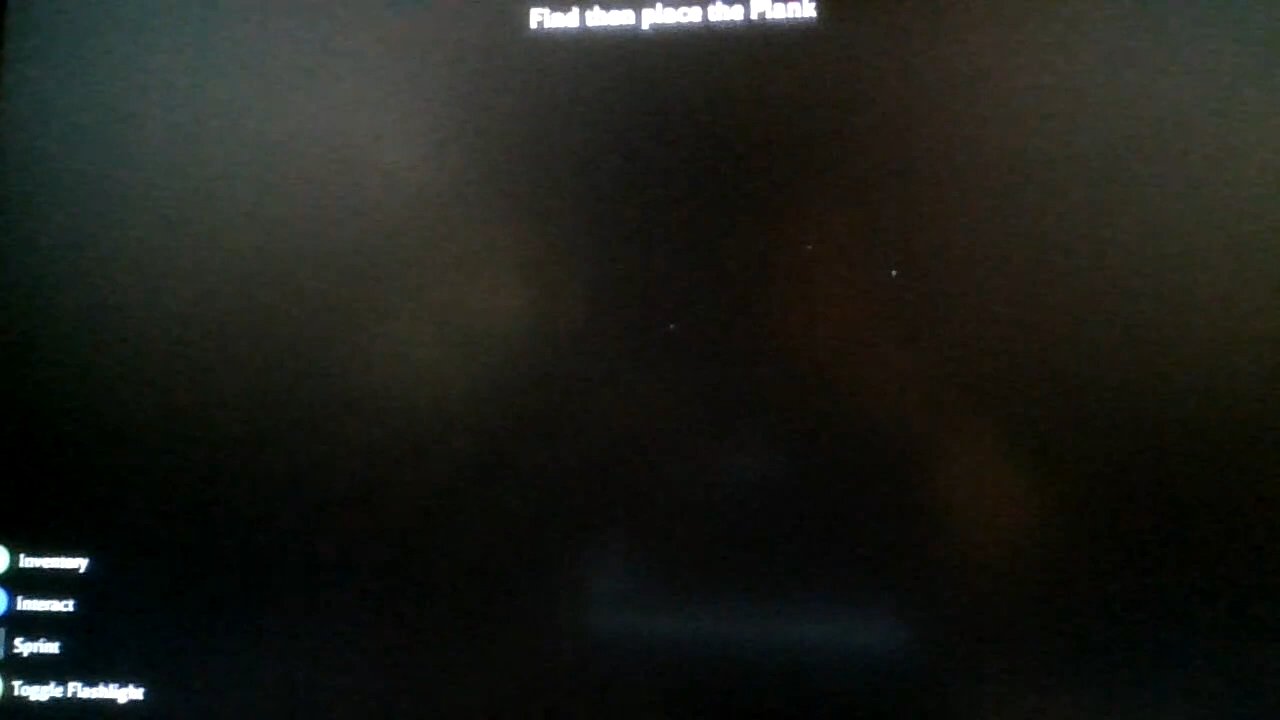 Find then place the Plank
Inventory
Interact
Sprint
Toggle Flashlight